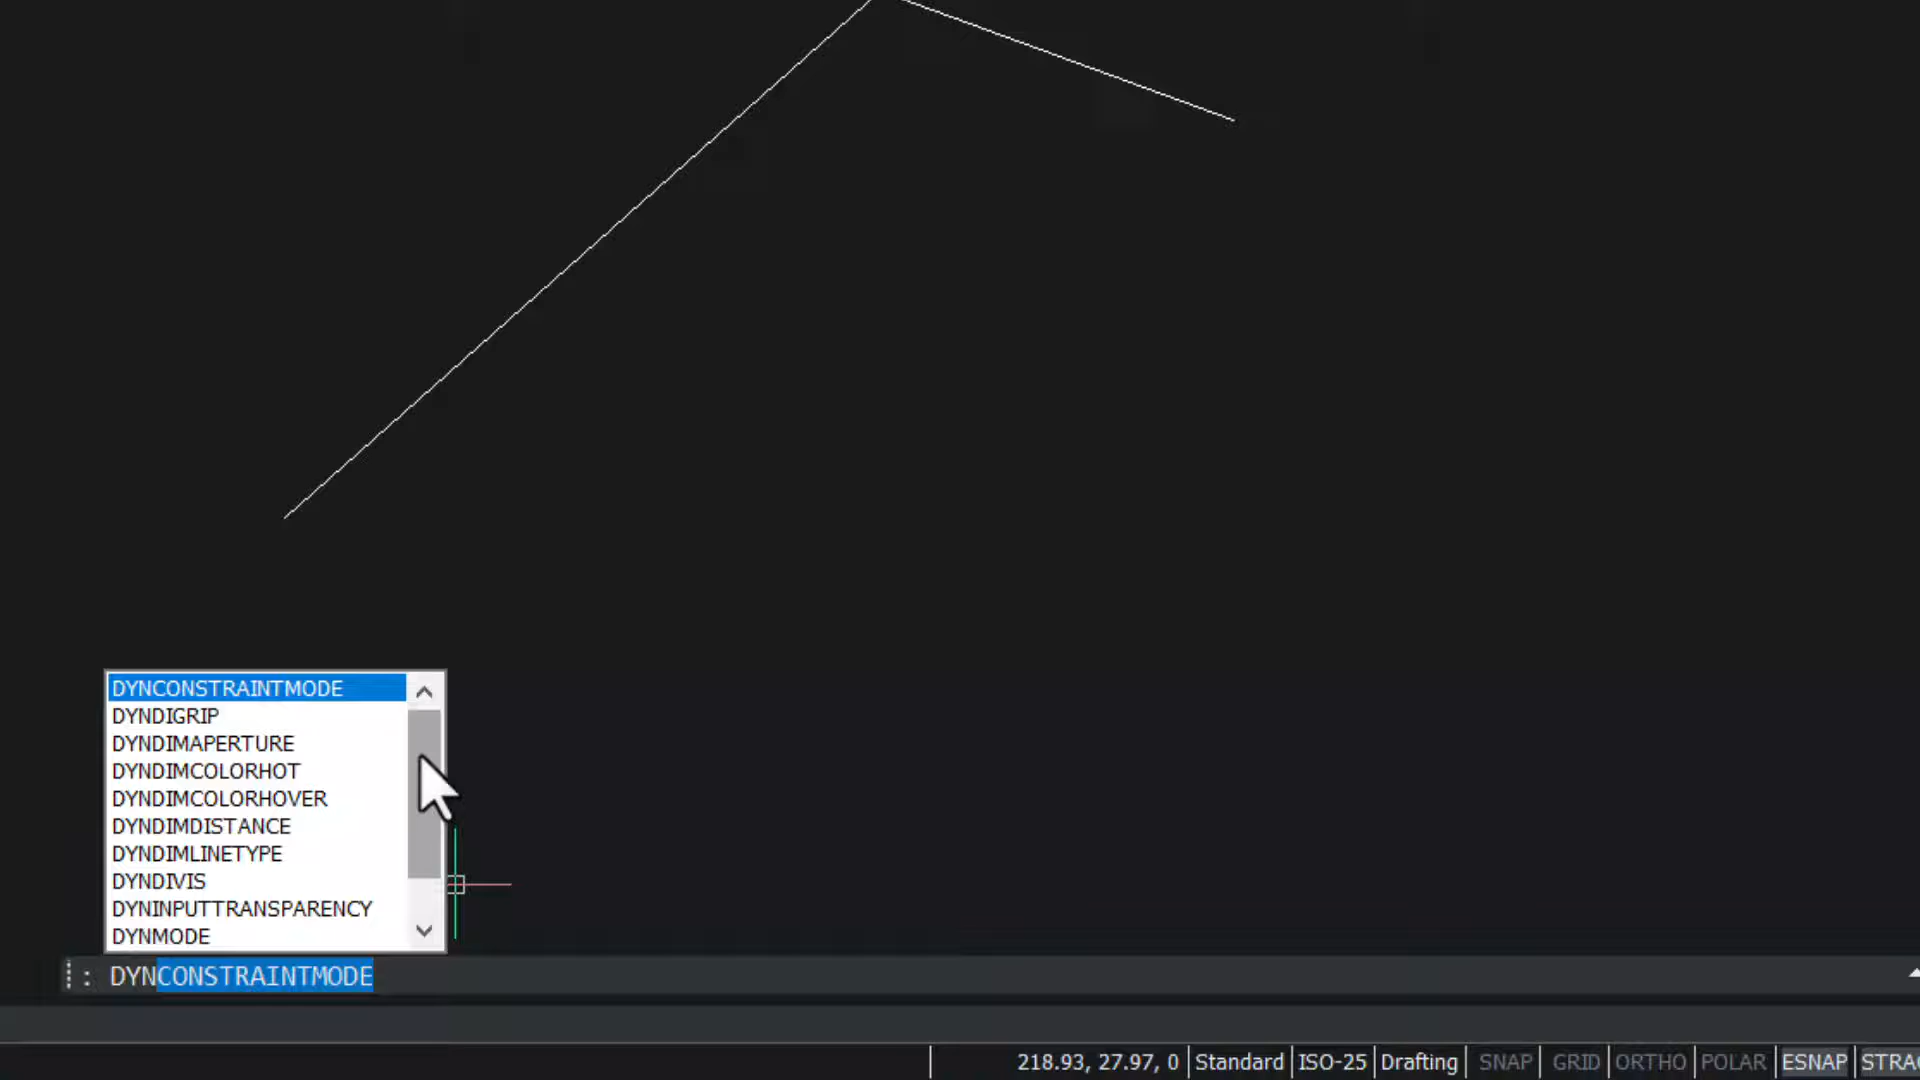 DYNCONSTRAINTMODE
DYNDIGRIP
DYNDIMAPERTURE
DYNDIMCOLORHOT
DYNDIMCOLORHOVER
DYNDIMDISTANCE
DYNDIMLINETYPE
DYNDIVIS
DYNINPUTTRANSPARENCY
DYNMODE
: DYNCONSTRAINTMODE
218.93, 27.97, 0 Standard ISO-25 Drafting SNAP GRID ORTHO POLAR ESNAP STRAC